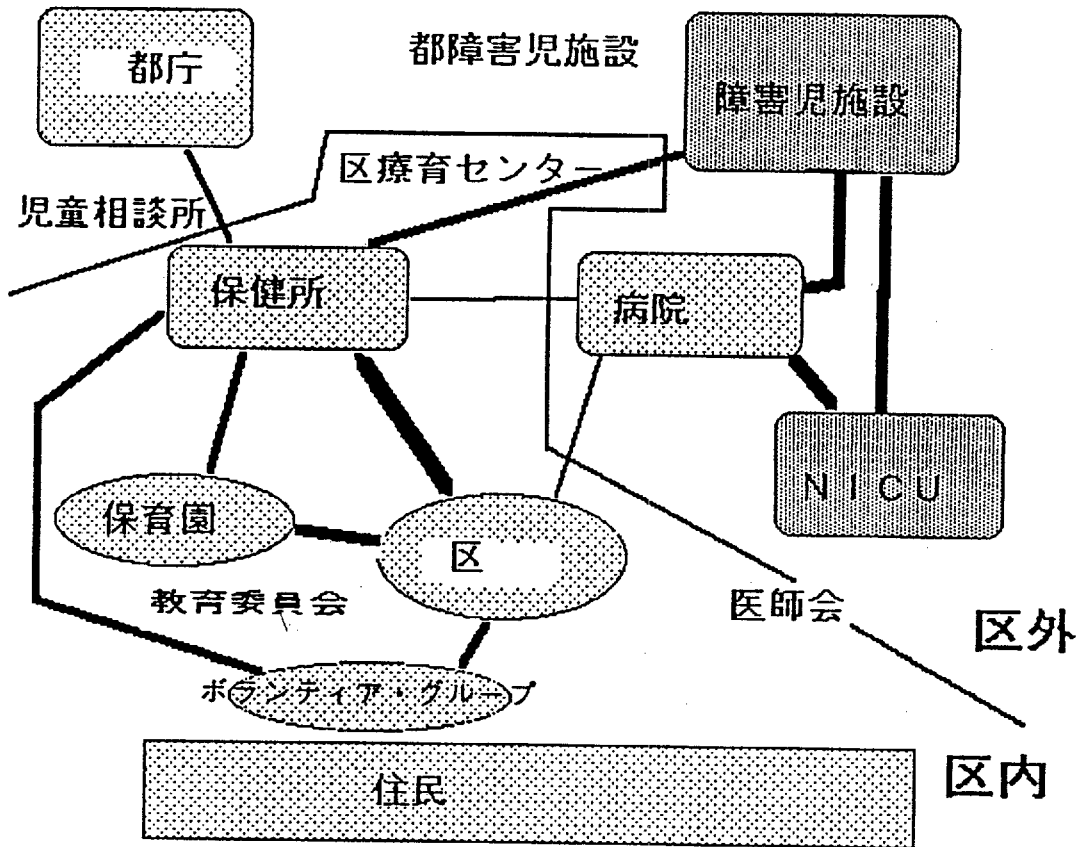 都庁
都障害児施設
障害児施設
区療育センター
児童相談所
保健所
病院
NICU
保育園
区
教育委員会
医師会
区外
ボランティア・グループ
区内
住民